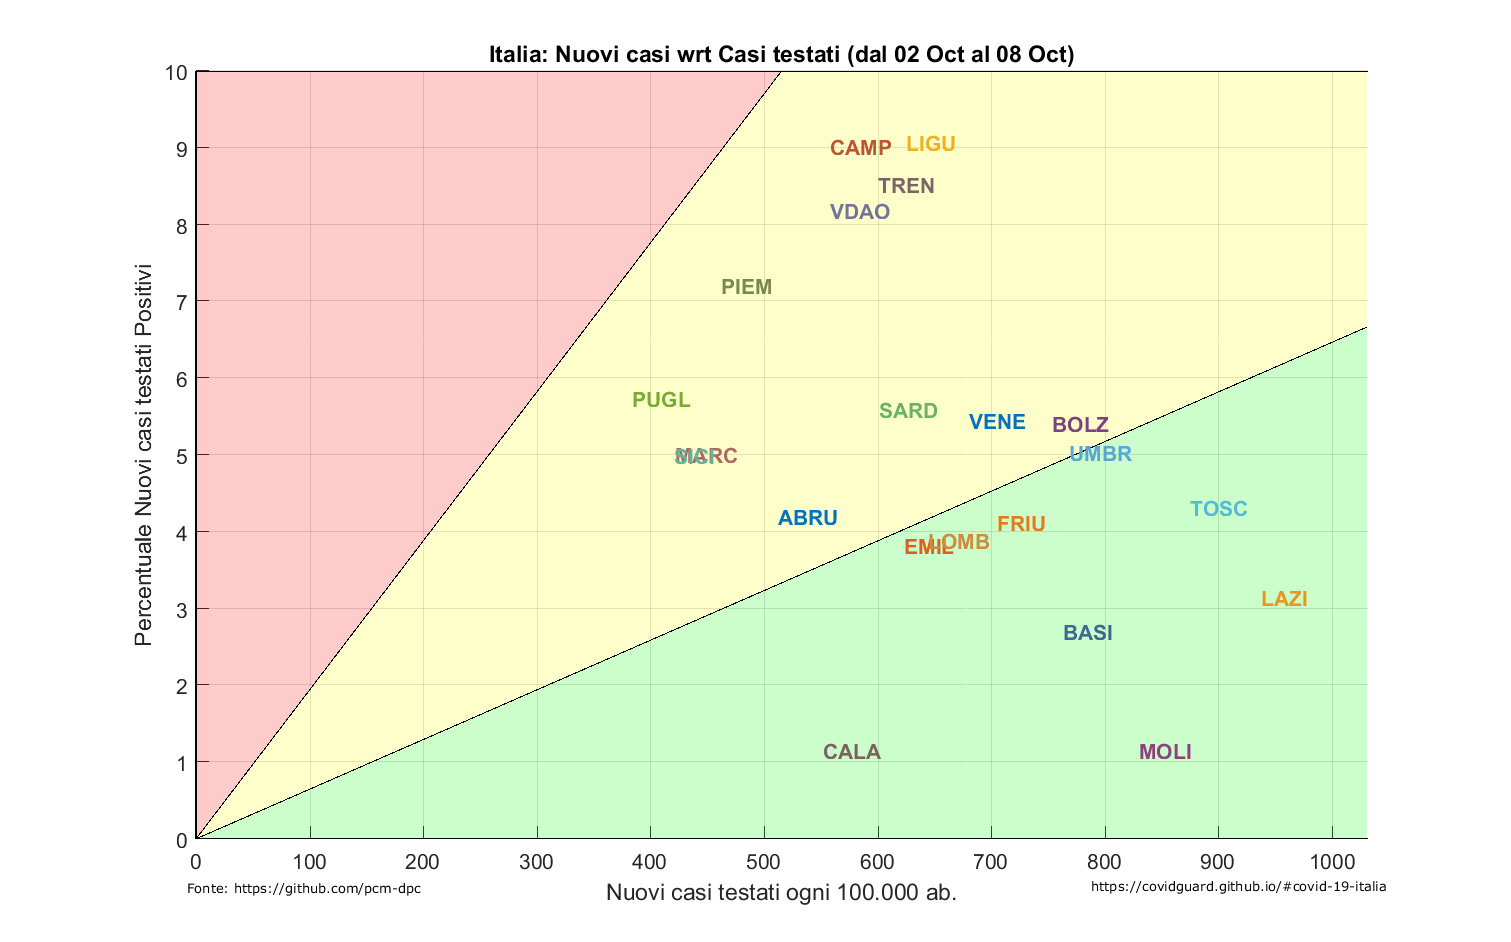 Italia: Nuovi casi wrt Casi testati (dal 02 Oct al 08 Oct)
10
9
8
7
6
5
4
3
2
1
0
Percentuale Nuovi casi testati Positivi
CAMP
LIGU
TREN
VDAO
PIEM
PUGL
SARD
VENE
BOLZ
SICI
MARC
UMBR
TOSC
ABRU
FRIU
EMIL
LOMB
LAZI
BASI
CALA
MOLI
0 100 200 300 400 500 600 700 800 900 1000
Nuovi casi testati ogni 100.000 ab.
Fonte: https://github.com/pcm-dpc
https://covidguard.github.io/#covid-19-italia